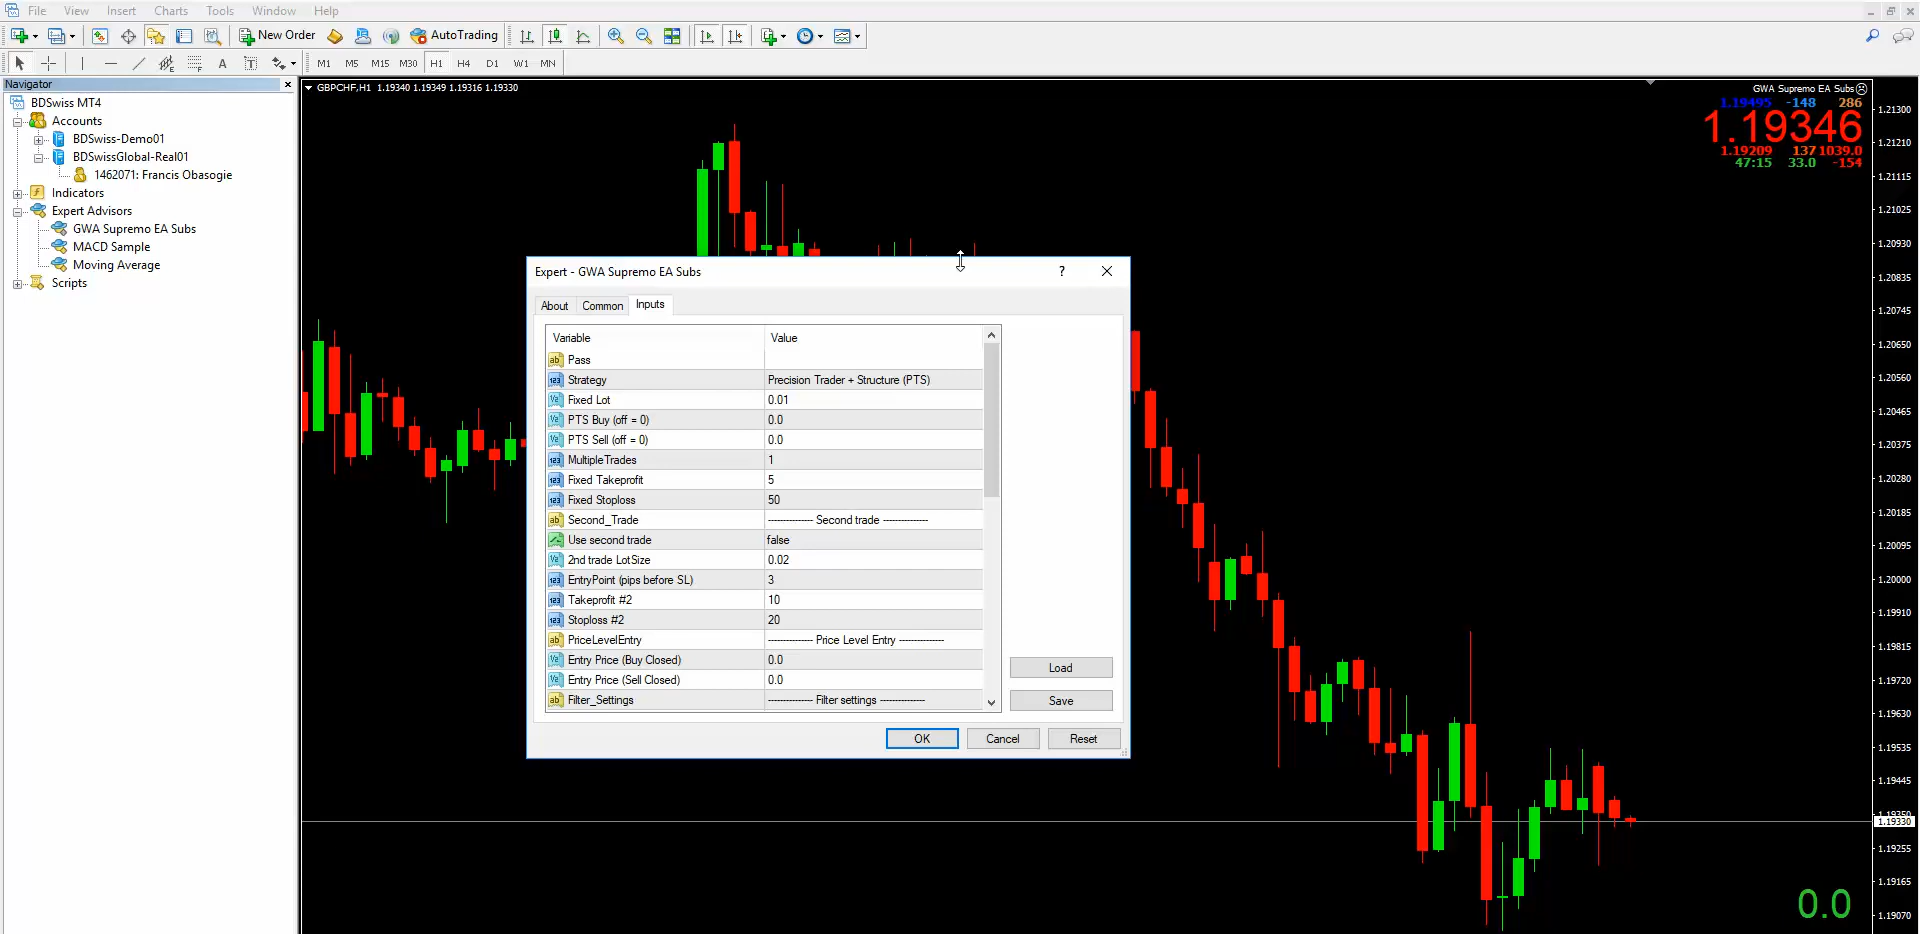 File View Insert Charts Tools Window Help
New Order AutoTrading
A T M1 M5 M15 M30 H1 H4 D1 W1 MN
Navigator
BDSwiss MT4
Accounts
BDSwiss-Demo01
BDSwissGlobal-Real01
1462071: Francis Obasogie
Indicators
Expert Advisors
GWA Supremo EA Subs
MACD Sample
Moving Average
Scripts
GBPCHF,H1 1.19340 1.19349 1.19316 1.19330
GWA Supremo EA Subs
1.19495 -148 286
1.19346
1.19209 137 1039.0
47:15 33.0 -154
Expert - GWA Supremo EA Subs ?
About Common Inputs
Variable Value
Pass
Strategy Precision Trader + Structure (PTS)
Fixed Lot 0.01
PTS Buy (off = 0) 0.0
PTS Sell (off = 0) 0.0
MultipleTrades 1
Fixed Takeprofit 5
Fixed Stoploss 50
Second_Trade -------------- Second trade --------------
Use second trade false
2nd trade LotSize 0.02
EntryPoint (pips before SL) 3
Takeprofit #2 10
Stoploss #2 20
PriceLevelEntry -------------- Price Level Entry --------------
Entry Price (Buy Closed) 0.0
Entry Price (Sell Closed) 0.0
Filter_Settings -------------- Filter settings --------------
Load
Save
OK Cancel Reset
1.21300
1.21210
1.21115
1.21025
1.20930
1.20835
1.20745
1.20650
1.20560
1.20465
1.20375
1.20280
1.20185
1.20095
1.20000
1.19910
1.19815
1.19720
1.19630
1.19535
1.19445
1.19330
1.19255
1.19165
1.19070
0.0